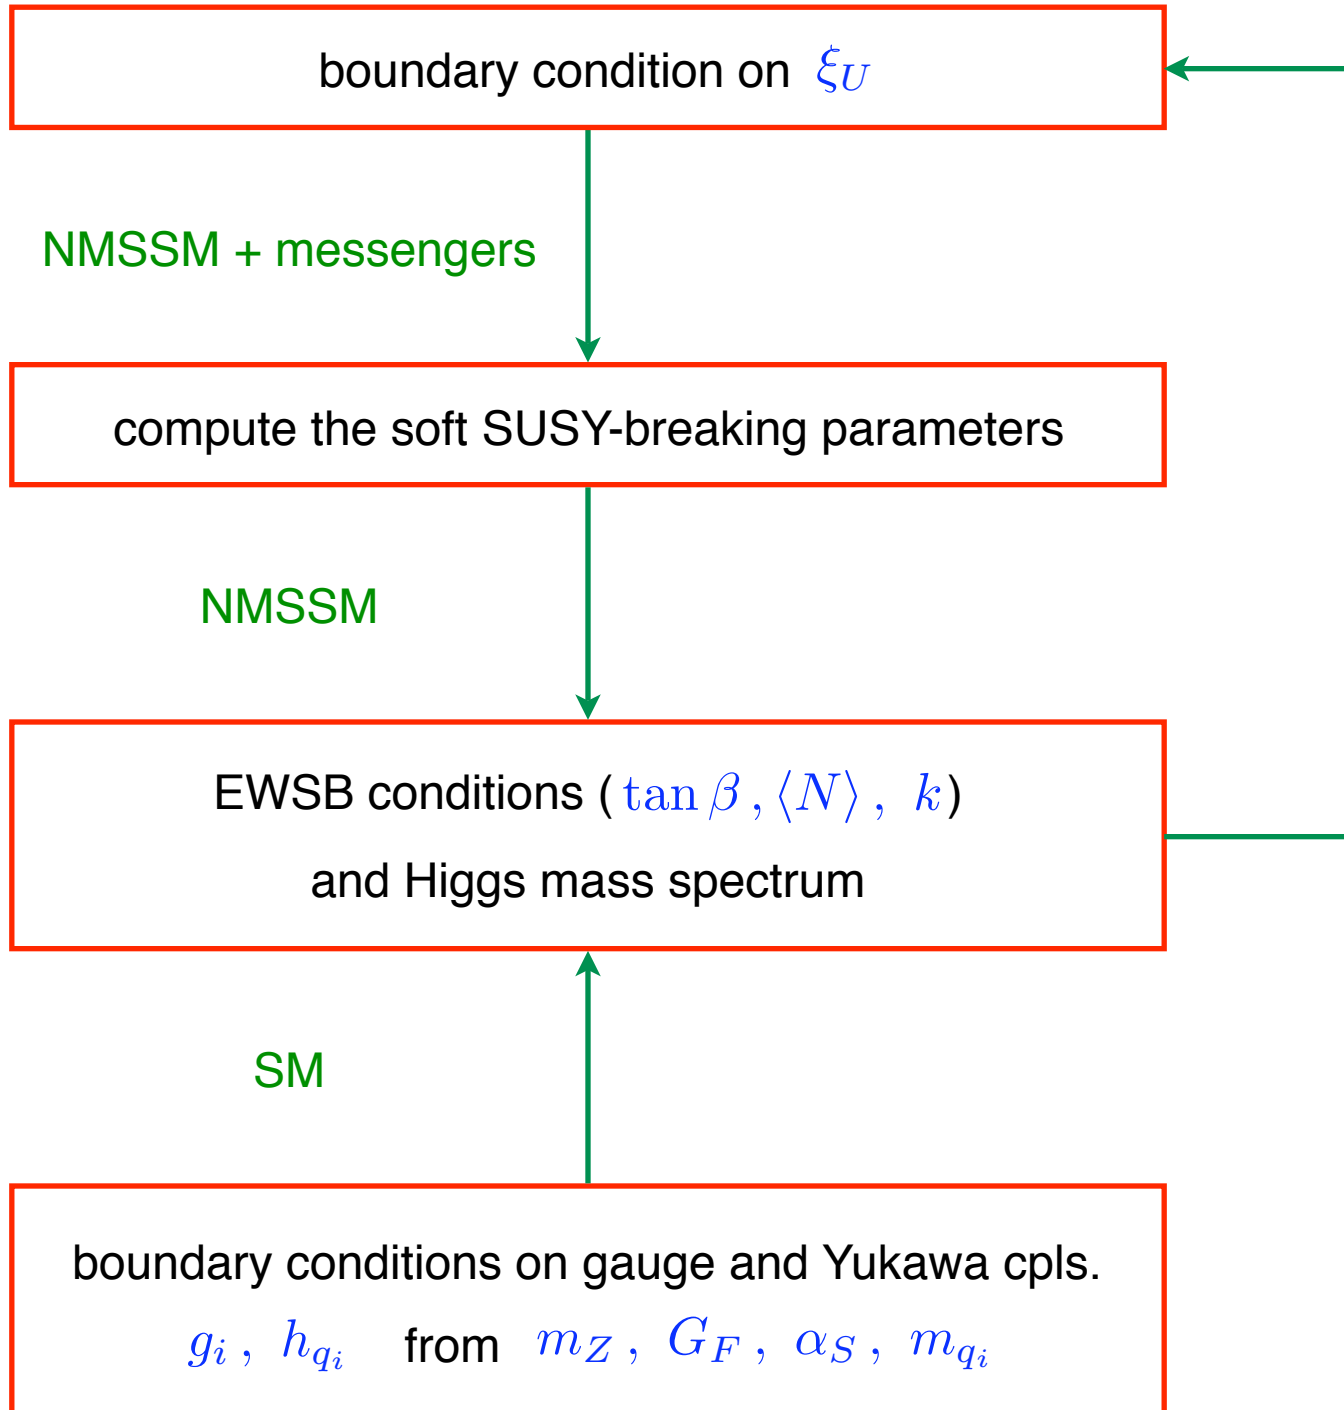 boundary condition on ξ_U
NMSSM + messengers
compute the soft SUSY-breaking parameters
NMSSM
EWSB conditions ( tan β , ⟨N⟩ , k )
and Higgs mass spectrum
SM
boundary conditions on gauge and Yukawa cpls.
g_i , h_{q_i} from m_Z , G_F , α_S , m_{q_i}